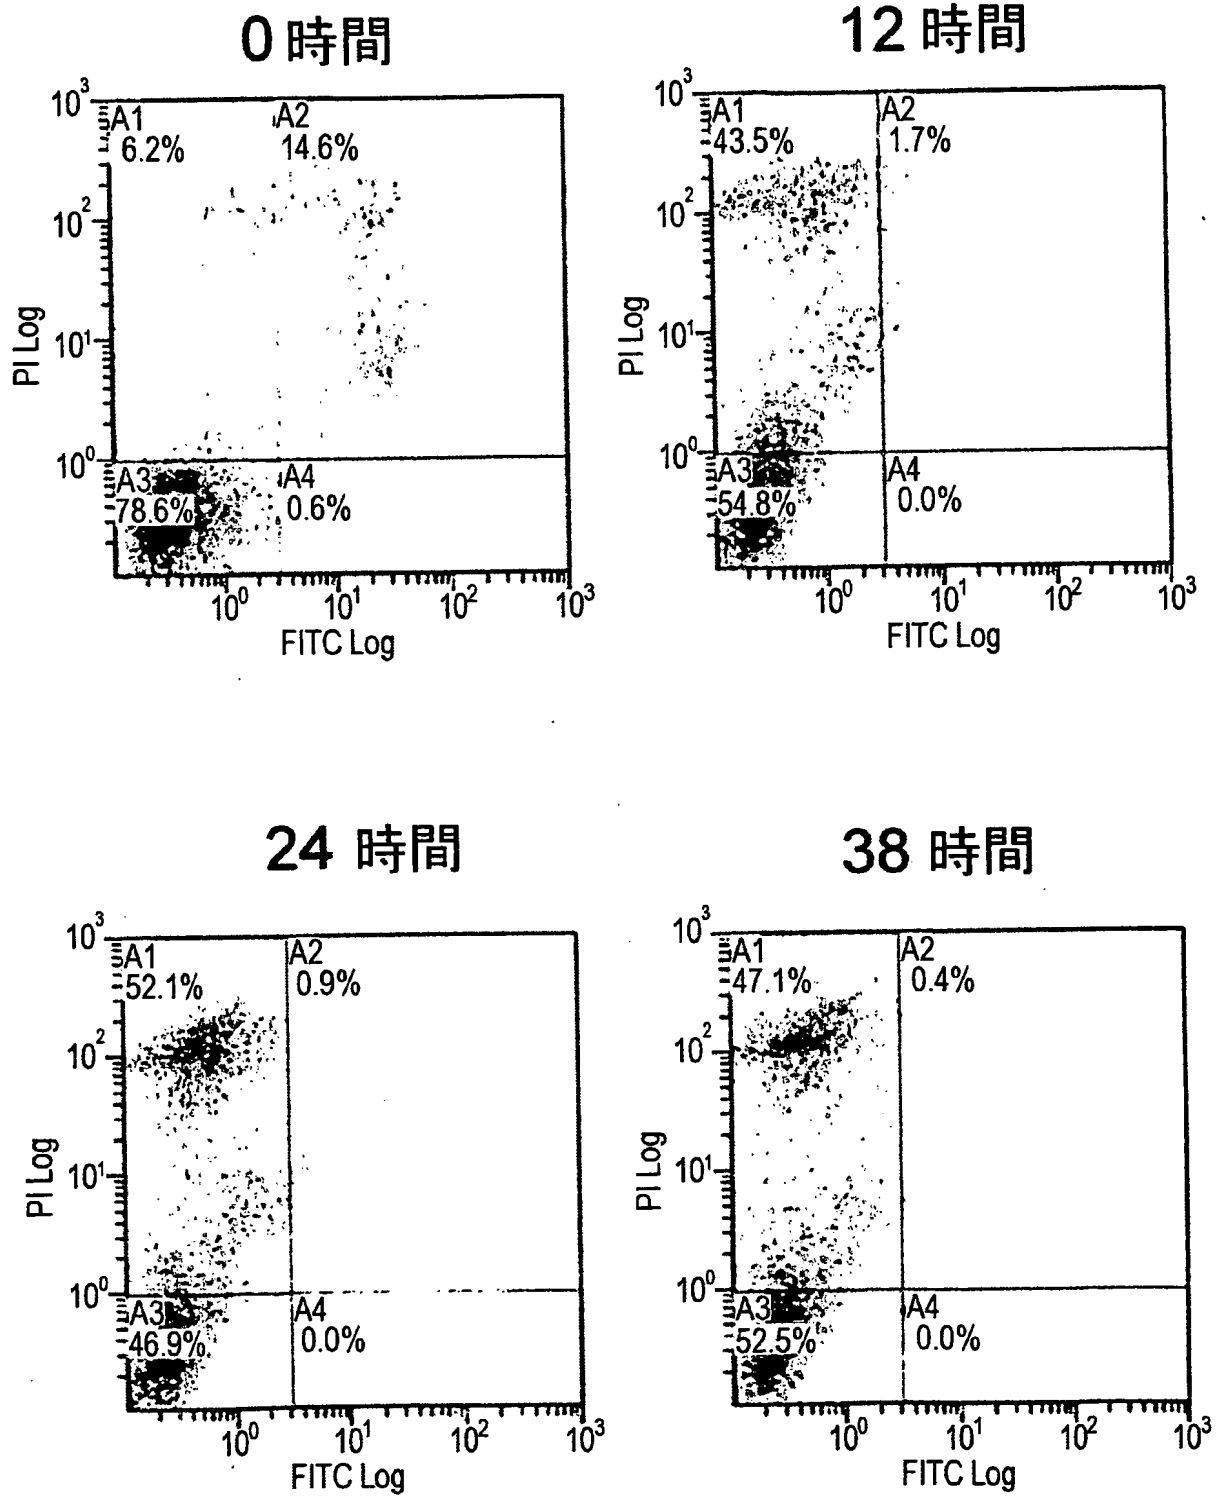 0 時間
10³
A1
6.2%
A2
14.6%
10²
10¹
10⁰
PI Log
A3
78.6%
A4
0.6%
10⁰ 10¹ 10² 10³
FITC Log
12 時間
10³
A1
43.5%
A2
1.7%
10²
10¹
10⁰
PI Log
A3
54.8%
A4
0.0%
10⁰ 10¹ 10² 10³
FITC Log
24 時間
10³
A1
52.1%
A2
0.9%
10²
10¹
10⁰
PI Log
A3
46.9%
A4
0.0%
10⁰ 10¹ 10² 10³
FITC Log
38 時間
10³
A1
47.1%
A2
0.4%
10²
10¹
10⁰
PI Log
A3
52.5%
A4
0.0%
10⁰ 10¹ 10² 10³
FITC Log